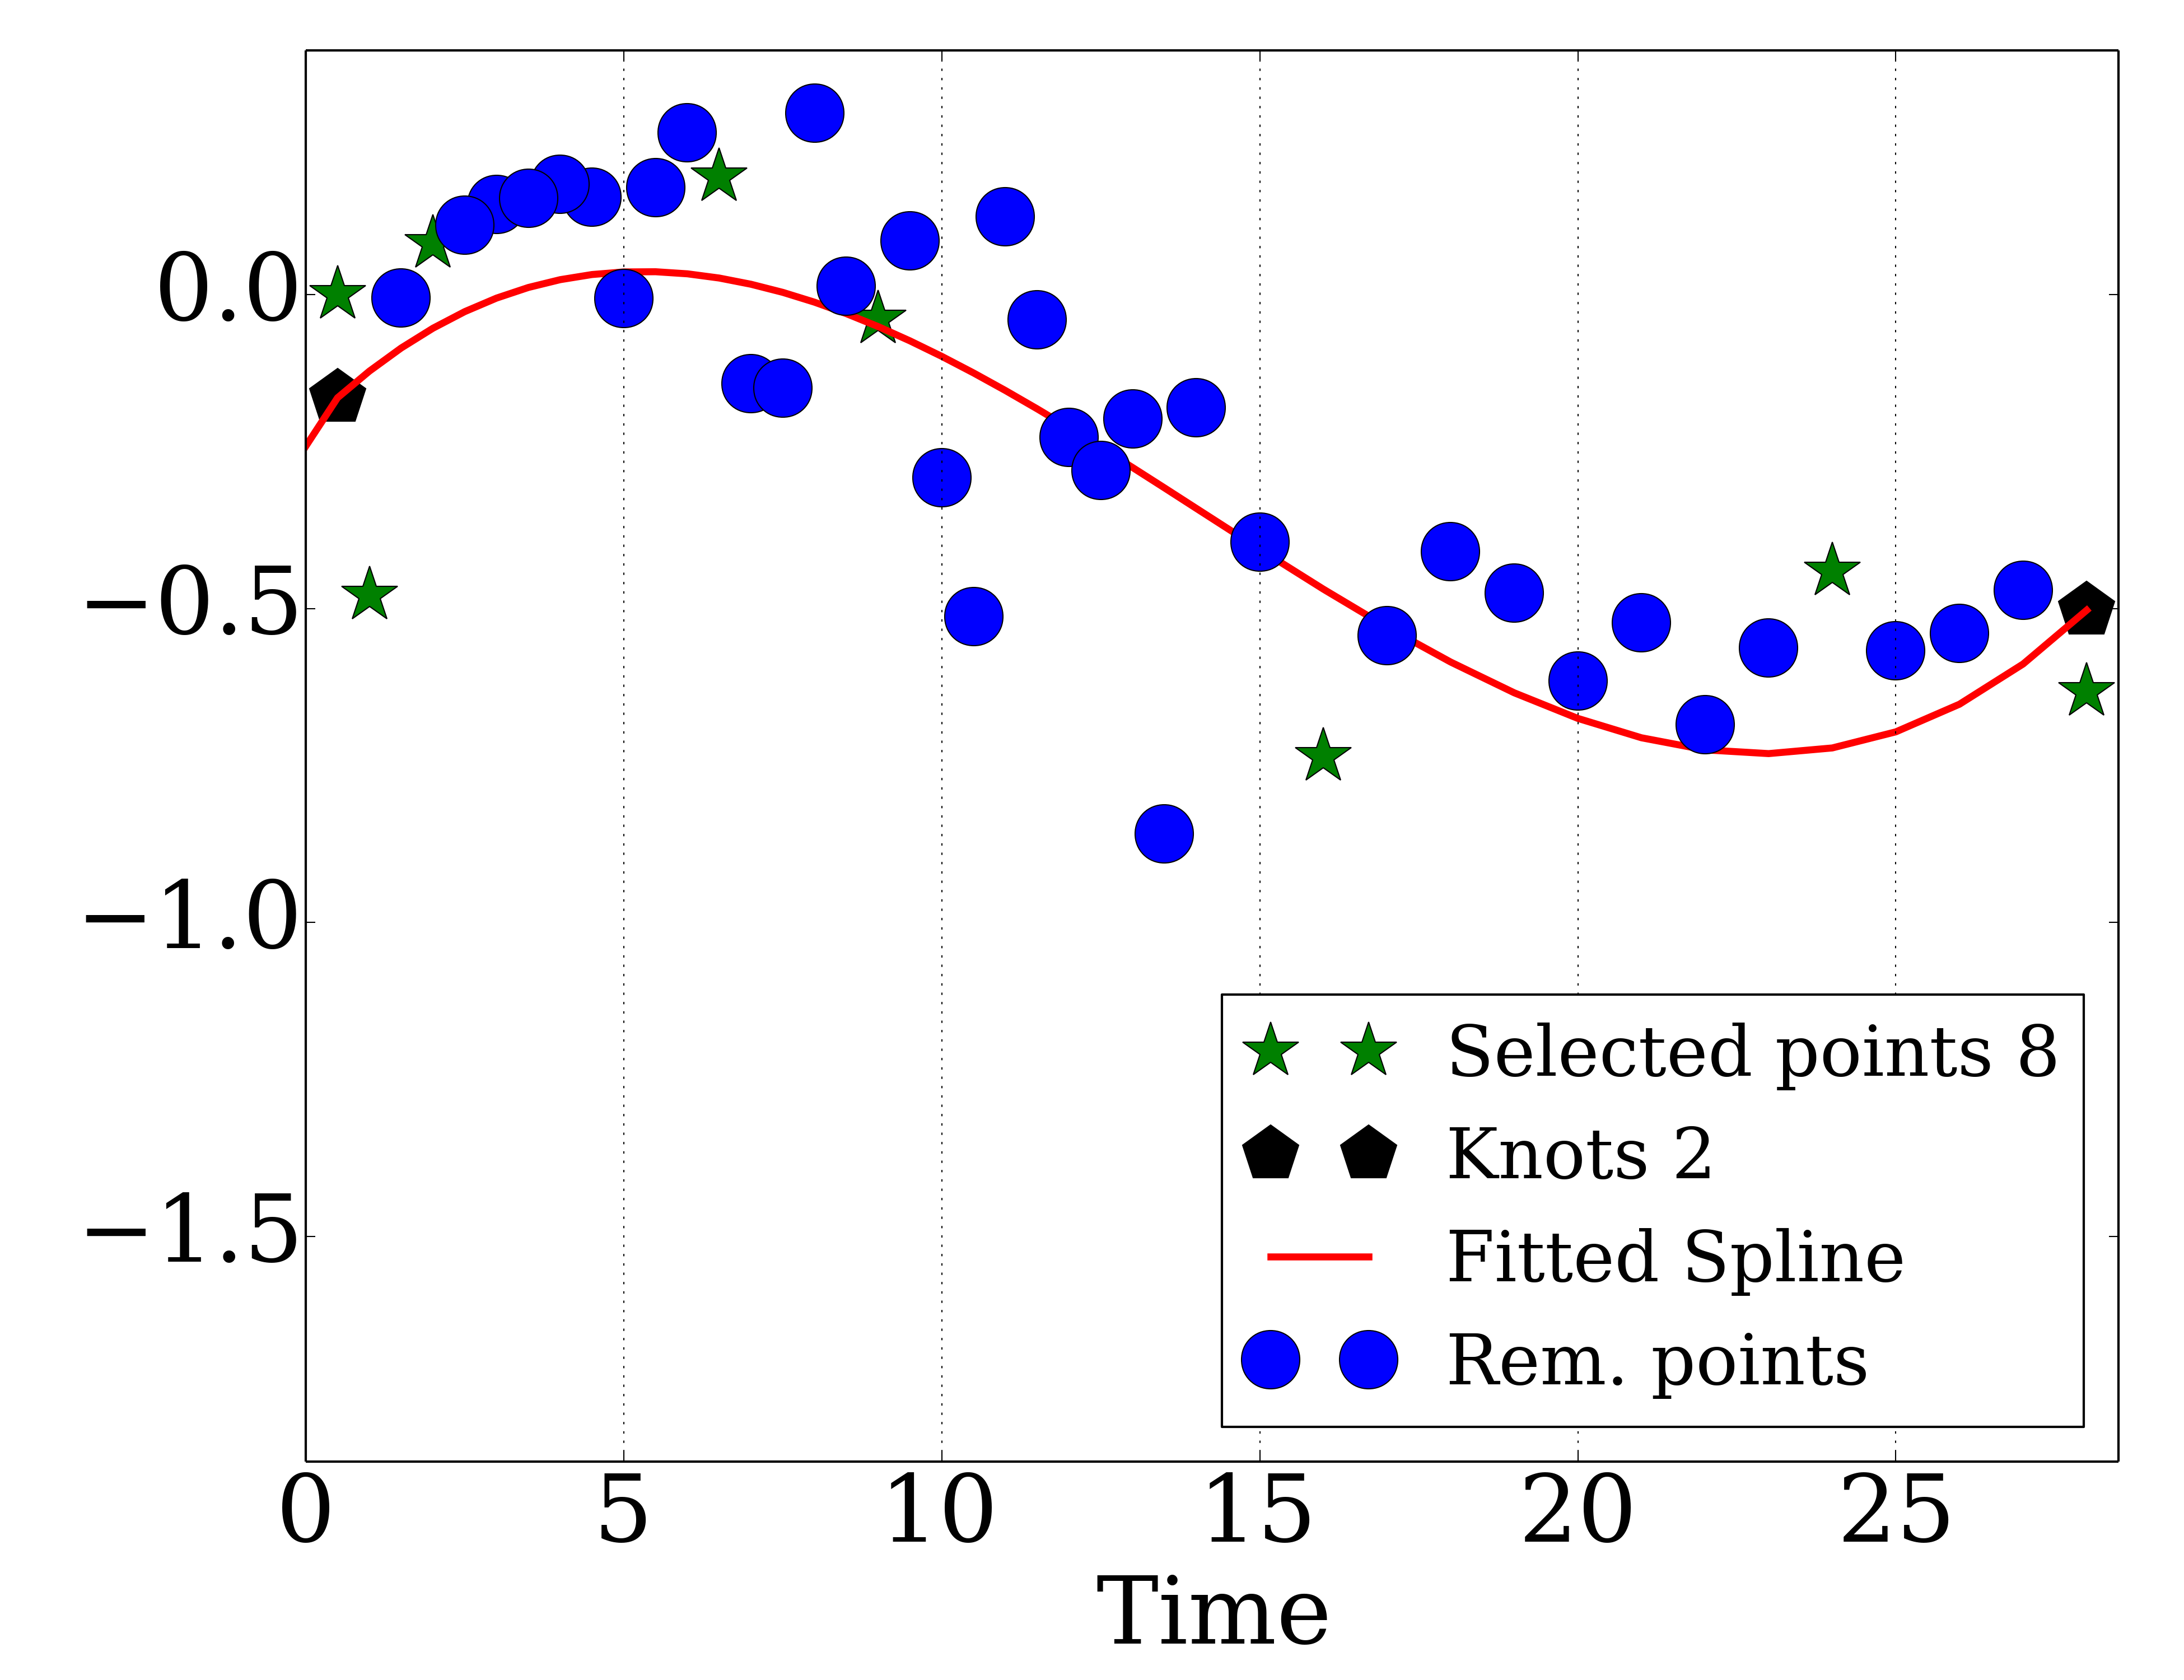 0.0
−0.5
−1.0
−1.5
Selected points 8
Knots 2
Fitted Spline
Rem. points
0 5 10 15 20 25
Time